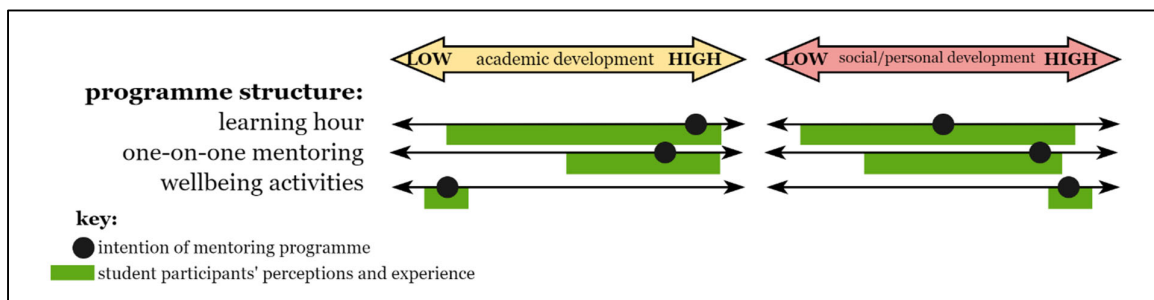 LOW academic development HIGH
LOW social/personal development HIGH
programme structure:
learning hour
one-on-one mentoring
wellbeing activities
key:
intention of mentoring programme
student participants' perceptions and experience